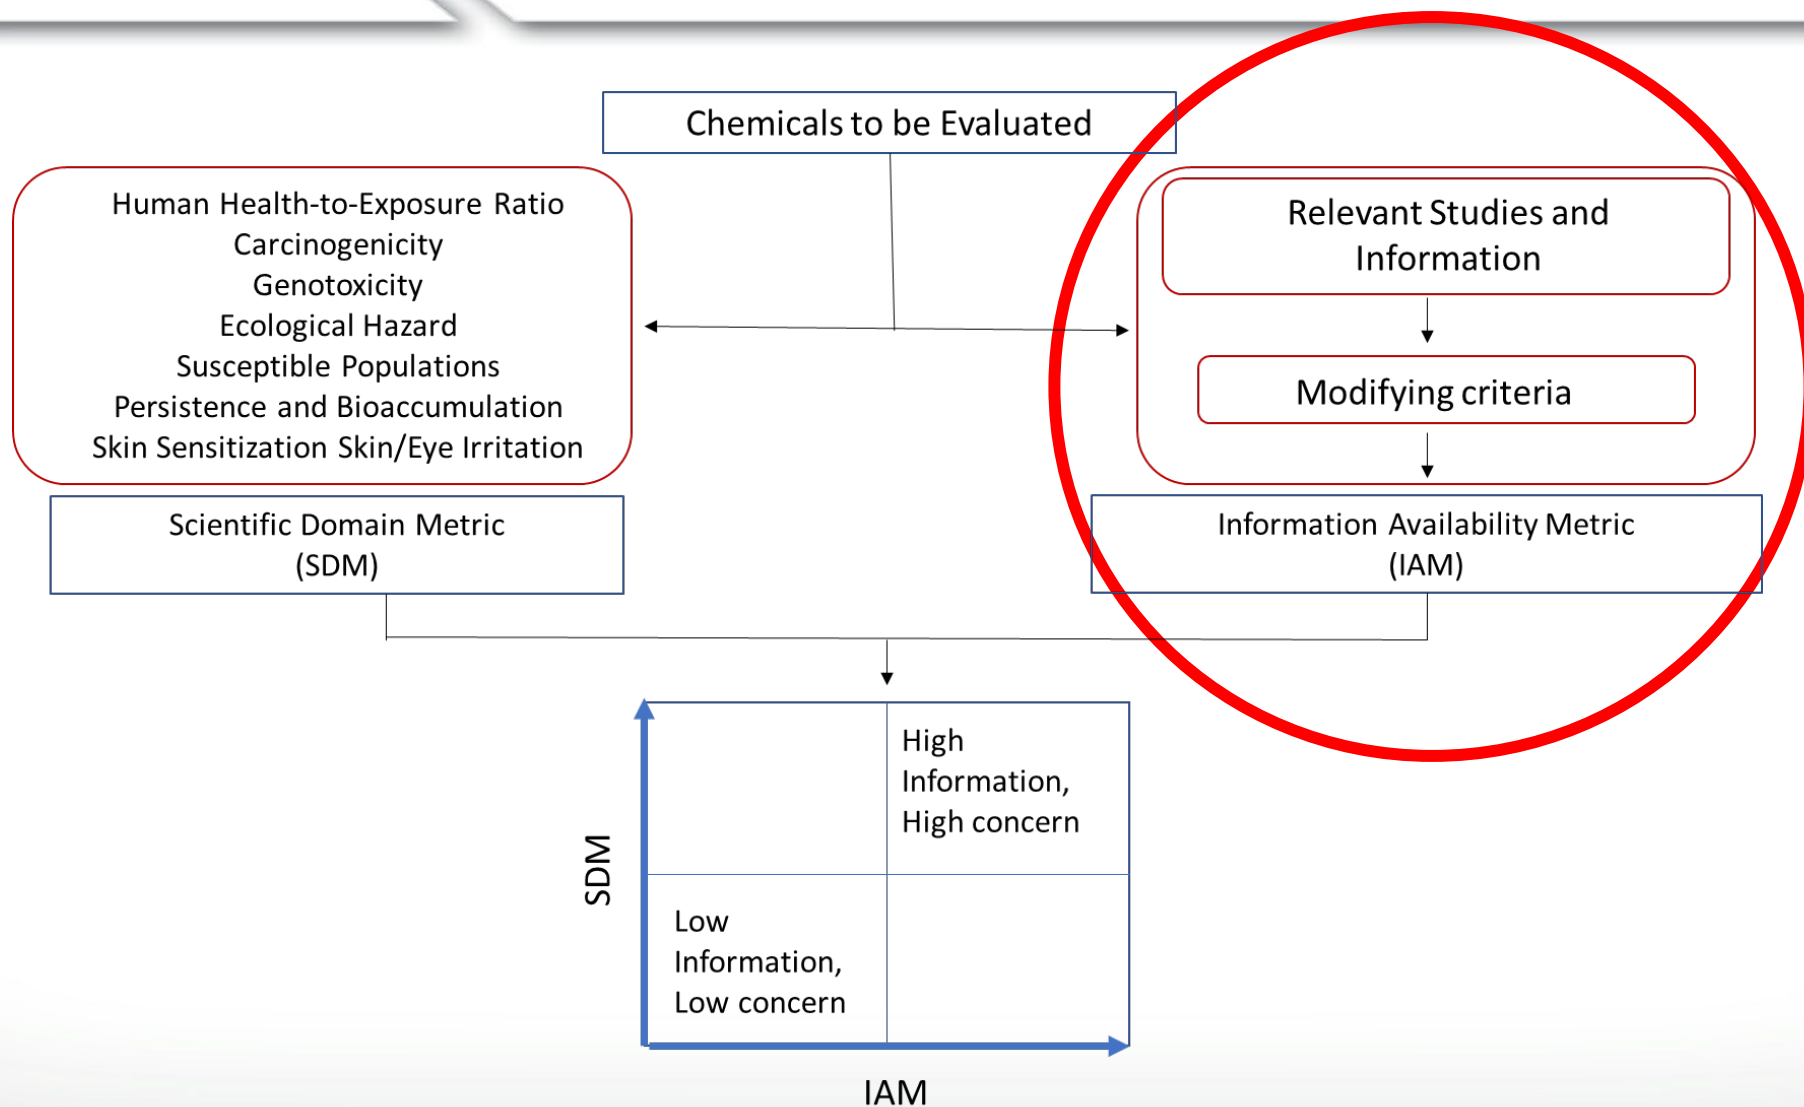 Chemicals to be Evaluated
Human Health-to-Exposure Ratio
Carcinogenicity
Genotoxicity
Ecological Hazard
Susceptible Populations
Persistence and Bioaccumulation
Skin Sensitization Skin/Eye Irritation
Scientific Domain Metric
(SDM)
Relevant Studies and
Information
Modifying criteria
Information Availability Metric
(IAM)
High
Information,
High concern
SDM
Low
Information,
Low concern
IAM